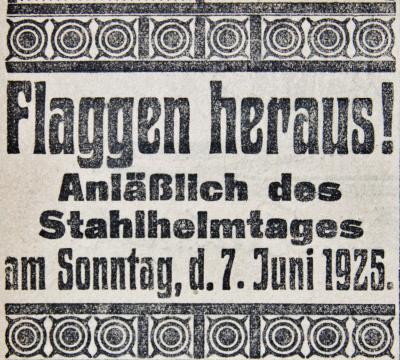 Flaggen heraus!
Anläßlich des
Stahlhelmtages
am Sonntag, d. 7. Juni 1925.